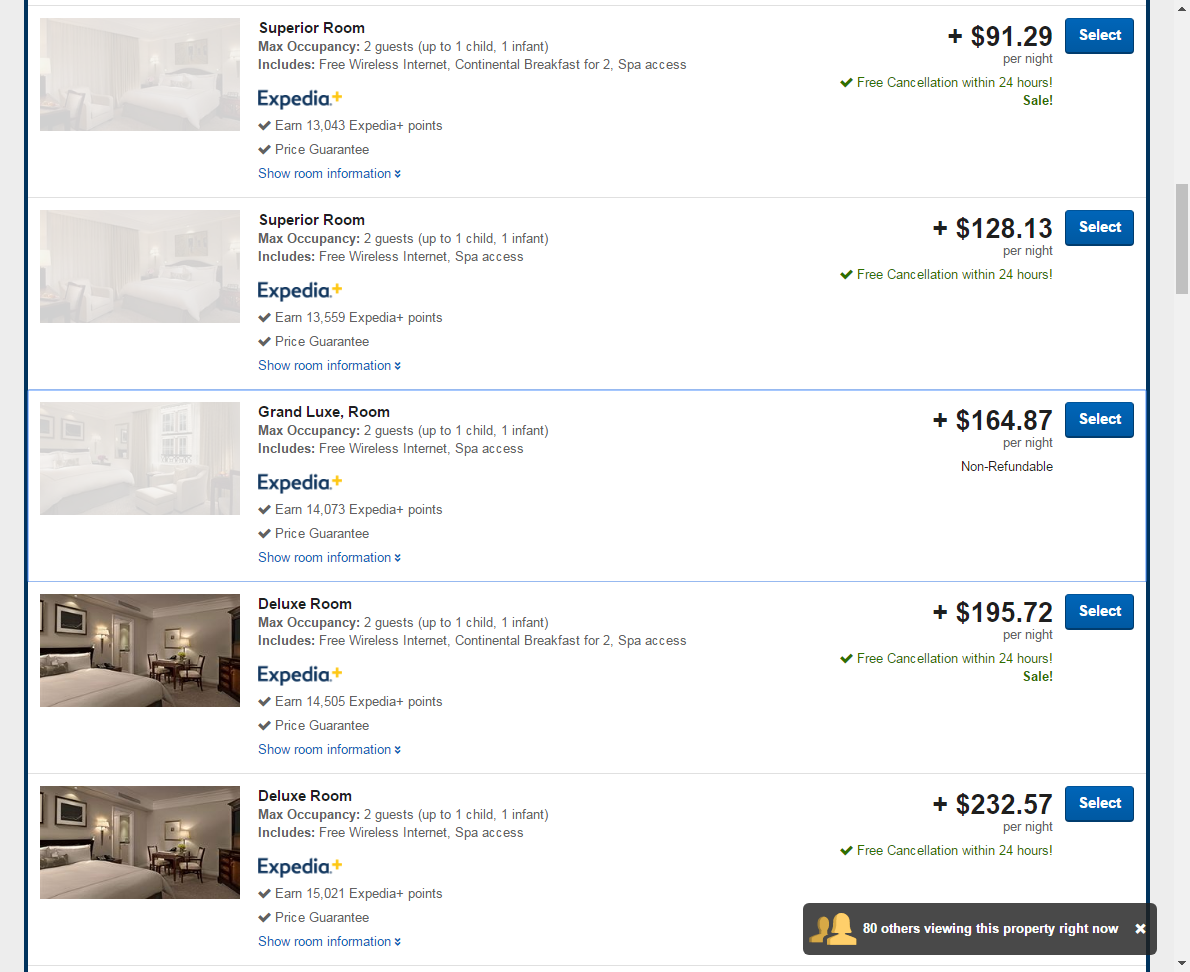 Superior Room
+ $91.29
Select
Max Occupancy: 2 guests (up to 1 child, 1 infant)
per night
Includes: Free Wireless Internet, Continental Breakfast for 2, Spa access
Free Cancellation within 24 hours!
Sale!
Expedia+
Earn 13,043 Expedia+ points
Price Guarantee
Show room information
Superior Room
+ $128.13
Select
Max Occupancy: 2 guests (up to 1 child, 1 infant)
per night
Includes: Free Wireless Internet, Spa access
Free Cancellation within 24 hours!
Expedia+
Earn 13,559 Expedia+ points
Price Guarantee
Show room information
Grand Luxe, Room
+ $164.87
Select
Max Occupancy: 2 guests (up to 1 child, 1 infant)
per night
Includes: Free Wireless Internet, Spa access
Non-Refundable
Expedia+
Earn 14,073 Expedia+ points
Price Guarantee
Show room information
Deluxe Room
+ $195.72
Select
Max Occupancy: 2 guests (up to 1 child, 1 infant)
per night
Includes: Free Wireless Internet, Continental Breakfast for 2, Spa access
Free Cancellation within 24 hours!
Sale!
Expedia+
Earn 14,505 Expedia+ points
Price Guarantee
Show room information
Deluxe Room
+ $232.57
Select
Max Occupancy: 2 guests (up to 1 child, 1 infant)
per night
Includes: Free Wireless Internet, Spa access
Free Cancellation within 24 hours!
Expedia+
Earn 15,021 Expedia+ points
Price Guarantee
Show room information
80 others viewing this property right now